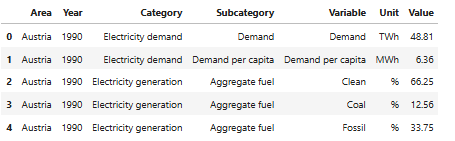 Area Year Category Subcategory Variable Unit Value
0 Austria 1990 Electricity demand Demand Demand TWh 48.81
1 Austria 1990 Electricity demand Demand per capita Demand per capita MWh 6.36
2 Austria 1990 Electricity generation Aggregate fuel Clean % 66.25
3 Austria 1990 Electricity generation Aggregate fuel Coal % 12.56
4 Austria 1990 Electricity generation Aggregate fuel Fossil % 33.75